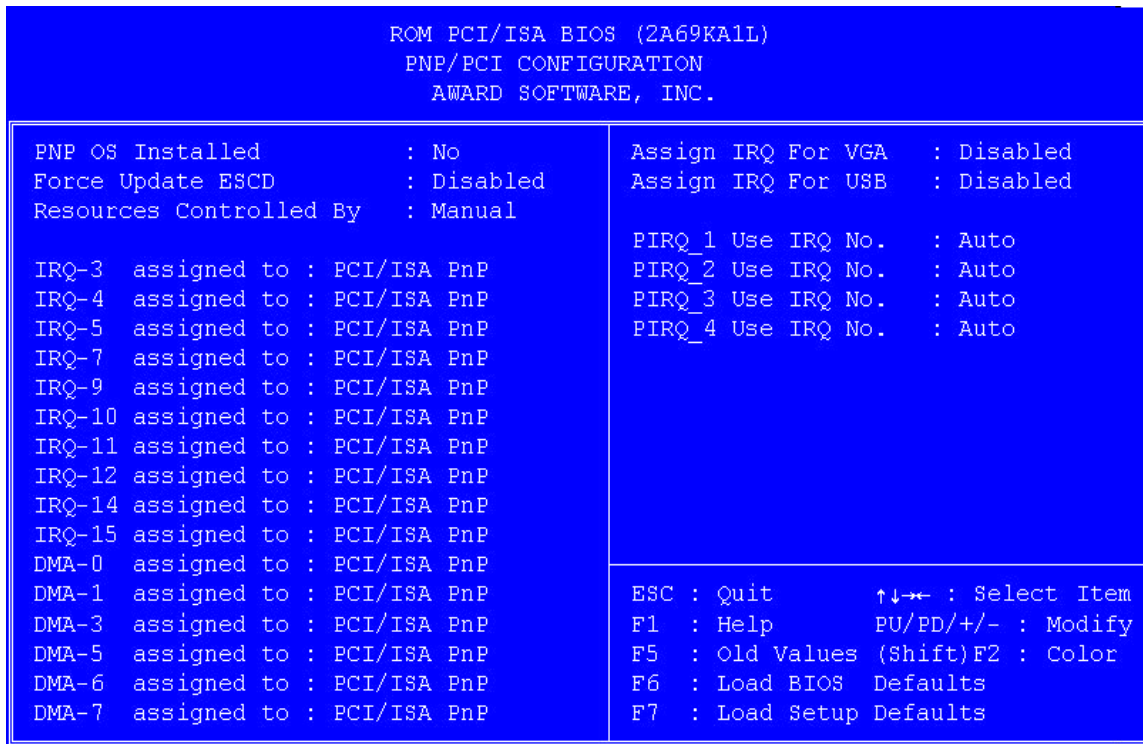 ROM PCI/ISA BIOS (2A69KA1L)
PNP/PCI CONFIGURATION
AWARD SOFTWARE, INC.
PNP OS Installed : No
Force Update ESCD : Disabled
Resources Controlled By : Manual
IRQ-3 assigned to : PCI/ISA PnP
IRQ-4 assigned to : PCI/ISA PnP
IRQ-5 assigned to : PCI/ISA PnP
IRQ-7 assigned to : PCI/ISA PnP
IRQ-9 assigned to : PCI/ISA PnP
IRQ-10 assigned to : PCI/ISA PnP
IRQ-11 assigned to : PCI/ISA PnP
IRQ-12 assigned to : PCI/ISA PnP
IRQ-14 assigned to : PCI/ISA PnP
IRQ-15 assigned to : PCI/ISA PnP
DMA-0 assigned to : PCI/ISA PnP
DMA-1 assigned to : PCI/ISA PnP
DMA-3 assigned to : PCI/ISA PnP
DMA-5 assigned to : PCI/ISA PnP
DMA-6 assigned to : PCI/ISA PnP
DMA-7 assigned to : PCI/ISA PnP
Assign IRQ For VGA : Disabled
Assign IRQ For USB : Disabled
PIRQ_1 Use IRQ No. : Auto
PIRQ_2 Use IRQ No. : Auto
PIRQ_3 Use IRQ No. : Auto
PIRQ_4 Use IRQ No. : Auto
ESC : Quit ↑↓→← : Select Item
F1 : Help PU/PD/+/- : Modify
F5 : Old Values (Shift)F2 : Color
F6 : Load BIOS Defaults
F7 : Load Setup Defaults